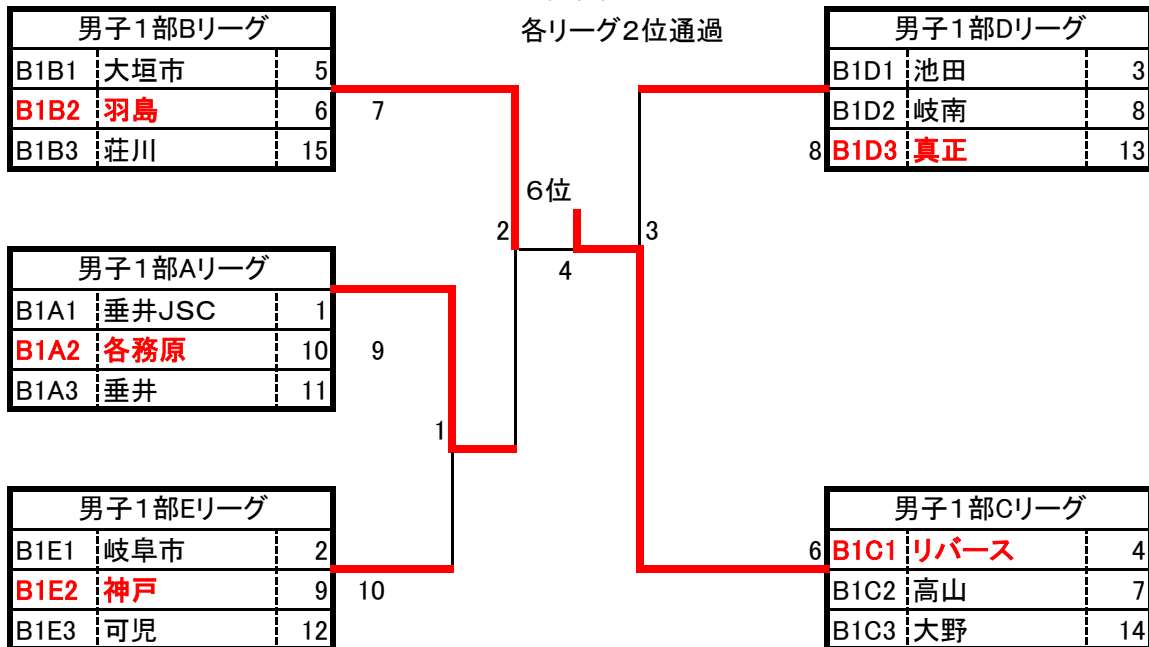 各リーグ2位通過
男子1部Bリーグ
B1B1 大垣市 5
B1B2 羽島 6
B1B3 荘川 15
7
男子1部Dリーグ
B1D1 池田 3
B1D2 岐南 8
B1D3 真正 13
8
6位
2
3
4
男子1部Aリーグ
B1A1 垂井JSC 1
B1A2 各務原 10
B1A3 垂井 11
9
1
男子1部Eリーグ
B1E1 岐阜市 2
B1E2 神戸 9
B1E3 可児 12
10
男子1部Cリーグ
6
B1C1 リバース 4
B1C2 高山 7
B1C3 大野 14